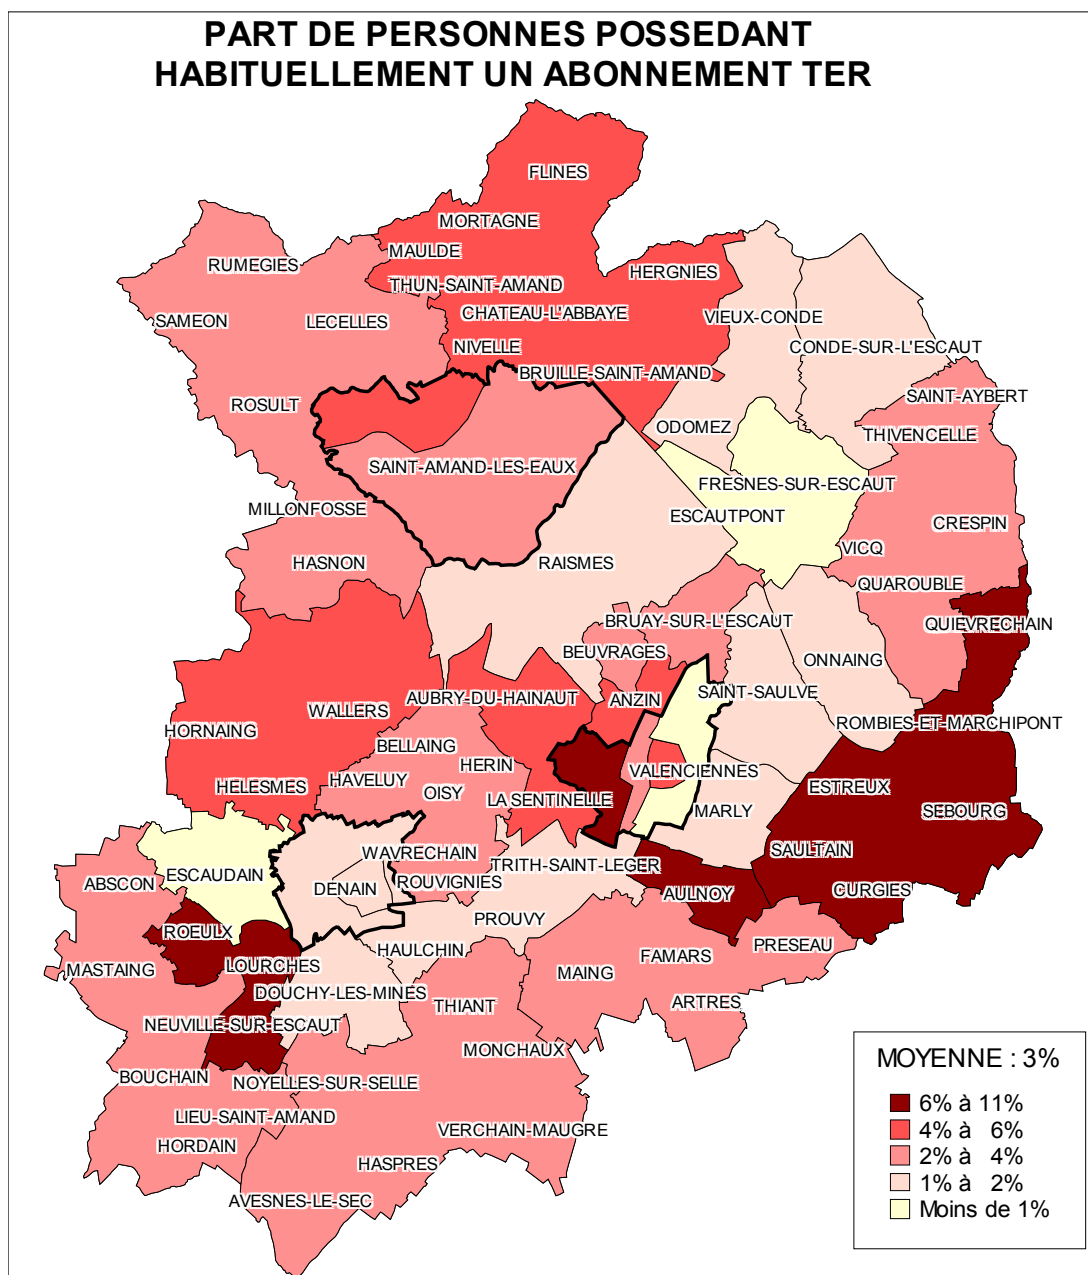 PART DE PERSONNES POSSEDANT
HABITUELLEMENT UN ABONNEMENT TER
FLINES
MORTAGNE
MAULDE
RUMEGIES
HERGNIES
THUN-SAINT-AMAND
CHATEAU-L'ABBAYE
VIEUX-CONDE
SAMEON
LECELLES
NIVELLE
CONDE-SUR-L'ESCAUT
BRUILLE-SAINT-AMAND
SAINT-AYBERT
ROSULT
ODOMEZ
THIVENCELLE
SAINT-AMAND-LES-EAUX
FRESNES-SUR-ESCAUT
MILLONFOSSE
ESCAUTPONT
CRESPIN
VICQ
HASNON
RAISMES
QUAROUBLE
BRUAY-SUR-L'ESCAUT
QUIEVRECHAIN
BEUVRAGES
ONNAING
AUBRY-DU-HAINAUT
ANZIN
SAINT-SAULVE
WALLERS
ROMBIES-ET-MARCHIPONT
HORNAING
BELLAING
HERIN
VALENCIENNES
HAVELUY
HELESMES
OISY
ESTREUX
LA SENTINELLE
MARLY
SEBOURG
WAVRECHAIN
SAULTAIN
TRITH-SAINT-LEGER
ESCAUDAIN
ABSCON
DENAIN
ROUVIGNIES
AULNOY
CURGIES
PROUVY
ROEULX
HAULCHIN
PRESEAU
FAMARS
LOURCHES
MASTAING
MAING
DOUCHY-LES-MINES
THIANT
ARTRES
NEUVILLE-SUR-ESCAUT
MONCHAUX
BOUCHAIN
NOYELLES-SUR-SELLE
LIEU-SAINT-AMAND
VERCHAIN-MAUGRE
HORDAIN
HASPRES
AVESNES-LE-SEC
MOYENNE : 3%
6% à 11%
4% à 6%
2% à 4%
1% à 2%
Moins de 1%